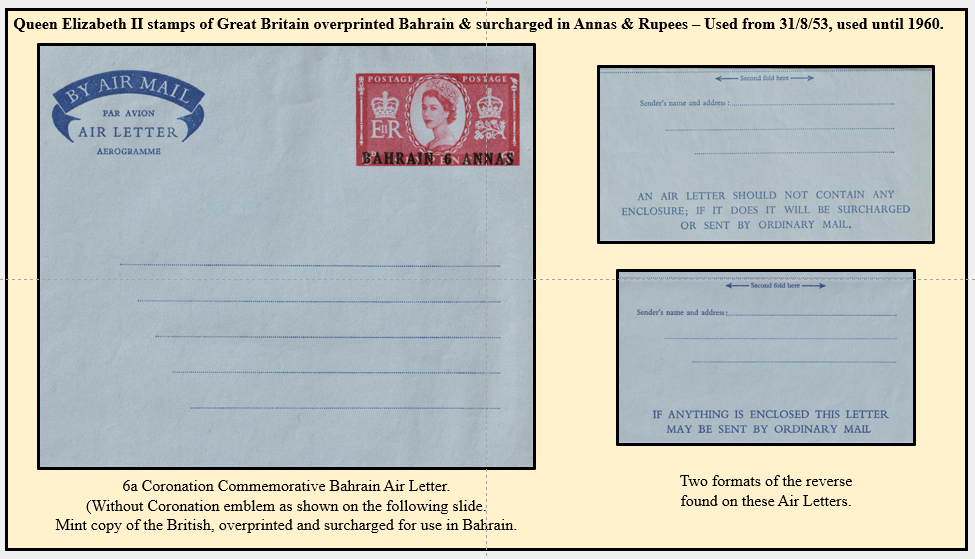 Queen Elizabeth II stamps of Great Britain overprinted Bahrain & surcharged in Annas & Rupees – Used from 31/8/53, used until 1960.
BY AIR MAIL
PAR AVION
AIR LETTER
AEROGRAMME
POSTAGE POSTAGE
E II R
BAHRAIN 6 ANNAS
6a Coronation Commemorative Bahrain Air Letter.
(Without Coronation emblem as shown on the following slide.
Mint copy of the British, overprinted and surcharged for use in Bahrain.
Second fold here
Sender's name and address:
AN AIR LETTER SHOULD NOT CONTAIN ANY
ENCLOSURE; IF IT DOES IT WILL BE SURCHARGED
OR SENT BY ORDINARY MAIL.
Second fold here
Sender's name and address:
IF ANYTHING IS ENCLOSED THIS LETTER
MAY BE SENT BY ORDINARY MAIL
Two formats of the reverse
found on these Air Letters.